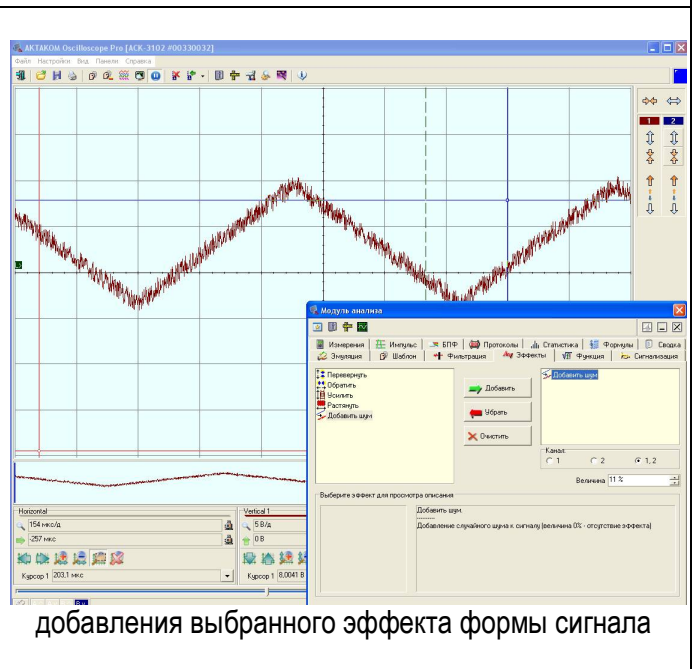 AKTAKOM Oscilloscope Pro [ACK-3102 #00330032]
Файл Настройки Вид Панели Справка
1 2
Модуль анализа
Измерения Импульс БПФ Протоколы Статистика Формулы Сводка
Эмуляция Шаблон Фильтрация Эффекты Функция Сигнализация
Перевернуть
Обратить
Усилить
Растянуть
Добавить шум
Добавить
Убрать
Очистить
Добавить шум
Канал:
1 2 1, 2
Величина 11 %
Выберите эффект для просмотра описания
Добавить шум.
Добавление случайного шума к сигналу (величина 0% - отсутствие эффекта)
Horizontal
154 мкс/д
-257 мкс
Курсор 1 203,1 мкс
Vertical 1
5 В/д
0 В
Курсор 1 8,0041 В
добавления выбранного эффекта формы сигнала